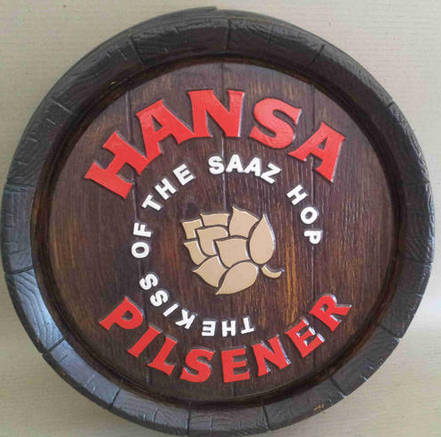 HANSA
THE KISS OF THE SAAZ HOP
PILSENER